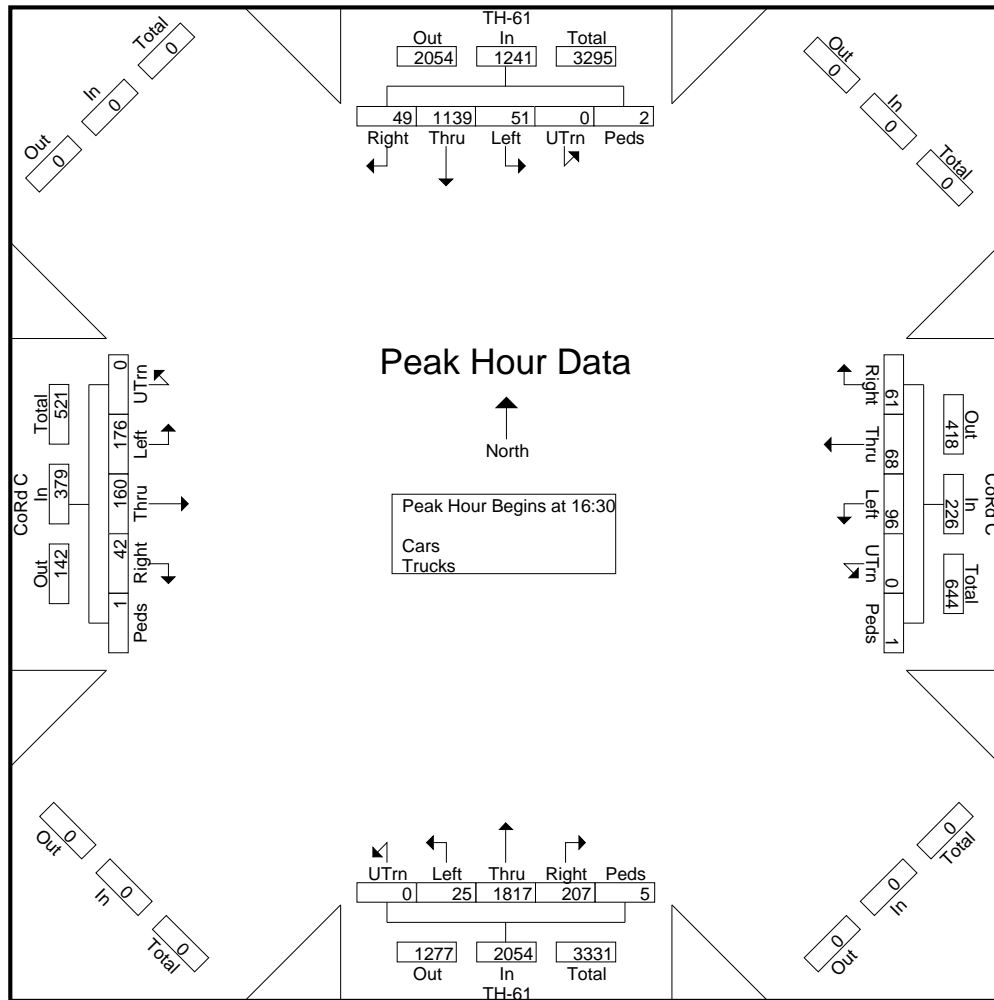 TH-61
Out In Total
2054 1241 3295
49 1139 51 0 2
Right Thru Left UTrn Peds
Total
0
In
0
Out
0
Out
0
In
0
Total
0
CoRd C
Total
521
In
379
Out
142
0 176 160 42 1
UTrn Left Thru Right Peds
Peak Hour Data
North
Peak Hour Begins at 16:30
Cars
Trucks
Right Thru Left UTrn Peds
61 68 96 0 1
Out
418
In
226
Total
644
CoRd C
Out
0
In
0
Total
0
UTrn Left Thru Right Peds
0 25 1817 207 5
1277 2054 3331
Out In Total
TH-61
0
Total
0
In
0
Out